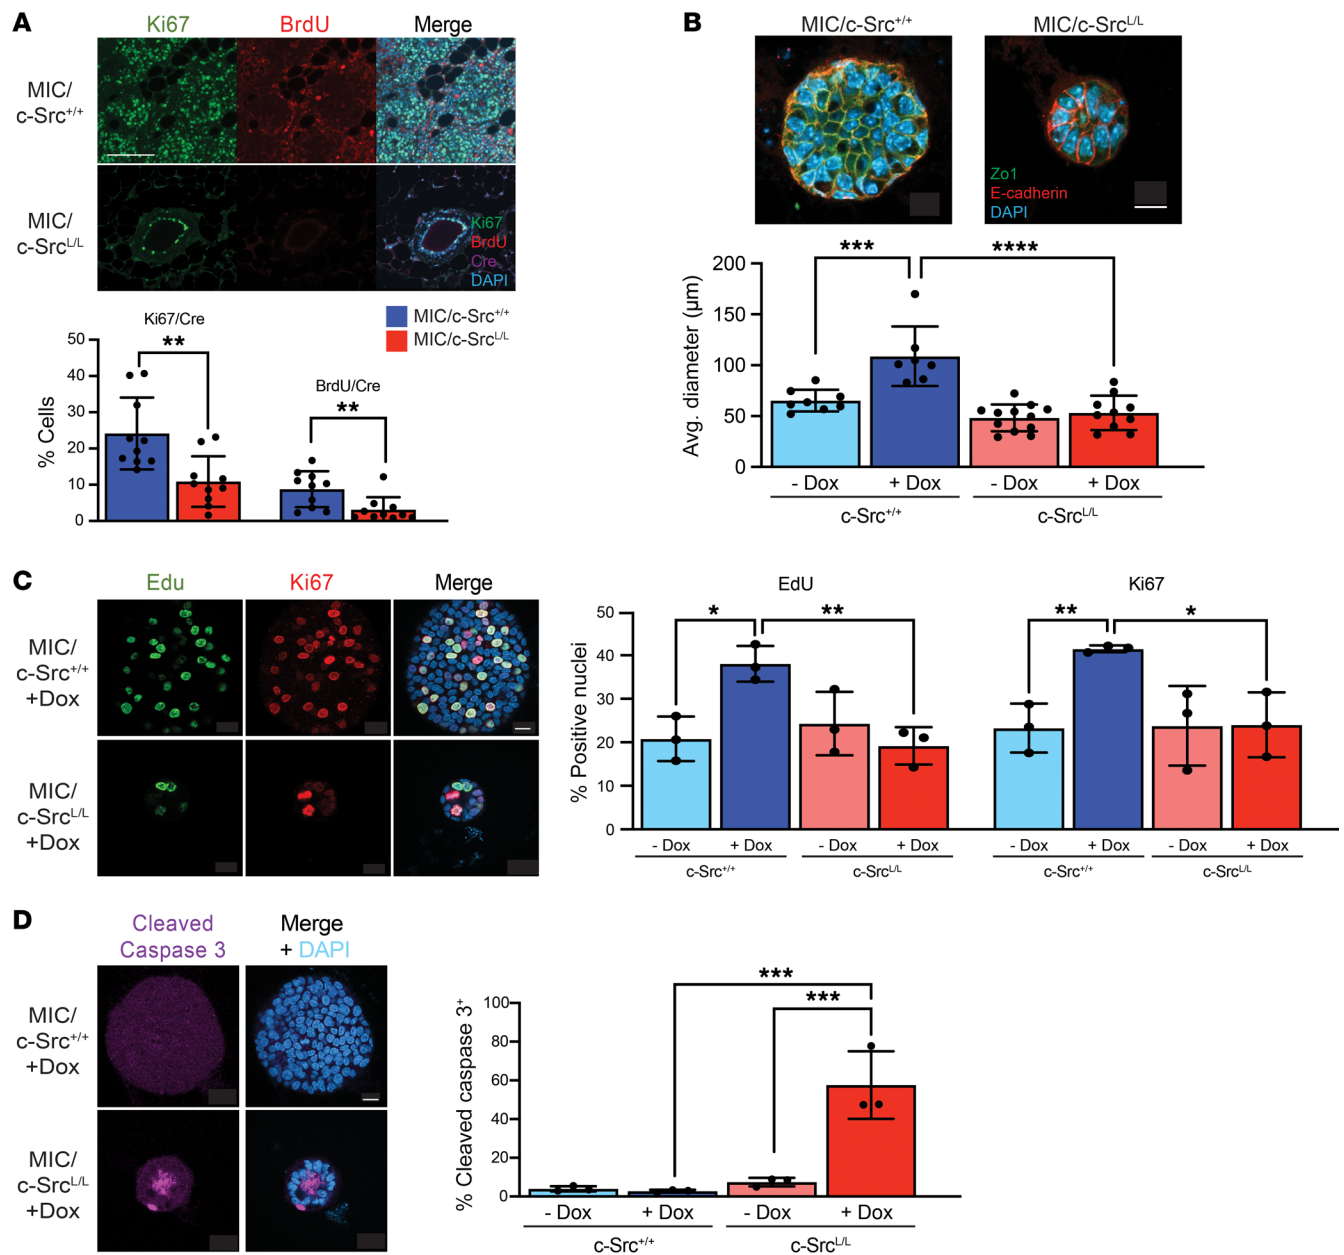 A
Ki67 BrdU Merge
MIC/
c-Src+/+
MIC/
c-SrcL/L
Ki67
BrdU
Cre
DAPI
MIC/c-Src+/+
MIC/c-SrcL/L
Ki67/Cre
**
BrdU/Cre
**
% Cells
50
40
30
20
10
0
B
MIC/c-Src+/+ MIC/c-SrcL/L
Zo1
E-cadherin
DAPI
*** ****
Avg. diameter (µm)
200
150
100
50
0
- Dox + Dox - Dox + Dox
c-Src+/+ c-SrcL/L
C
Edu Ki67 Merge
MIC/
c-Src+/+
+Dox
MIC/
c-SrcL/L
+Dox
EdU Ki67
* ** ** *
% Positive nuclei
50
40
30
20
10
0
- Dox + Dox - Dox + Dox - Dox + Dox - Dox + Dox
c-Src+/+ c-SrcL/L c-Src+/+ c-SrcL/L
D
Cleaved
Caspase 3
Merge
+ DAPI
MIC/
c-Src+/+
+Dox
MIC/
c-SrcL/L
+Dox
***
***
% Cleaved caspase 3+
100
80
60
40
20
0
- Dox + Dox - Dox + Dox
c-Src+/+ c-SrcL/L